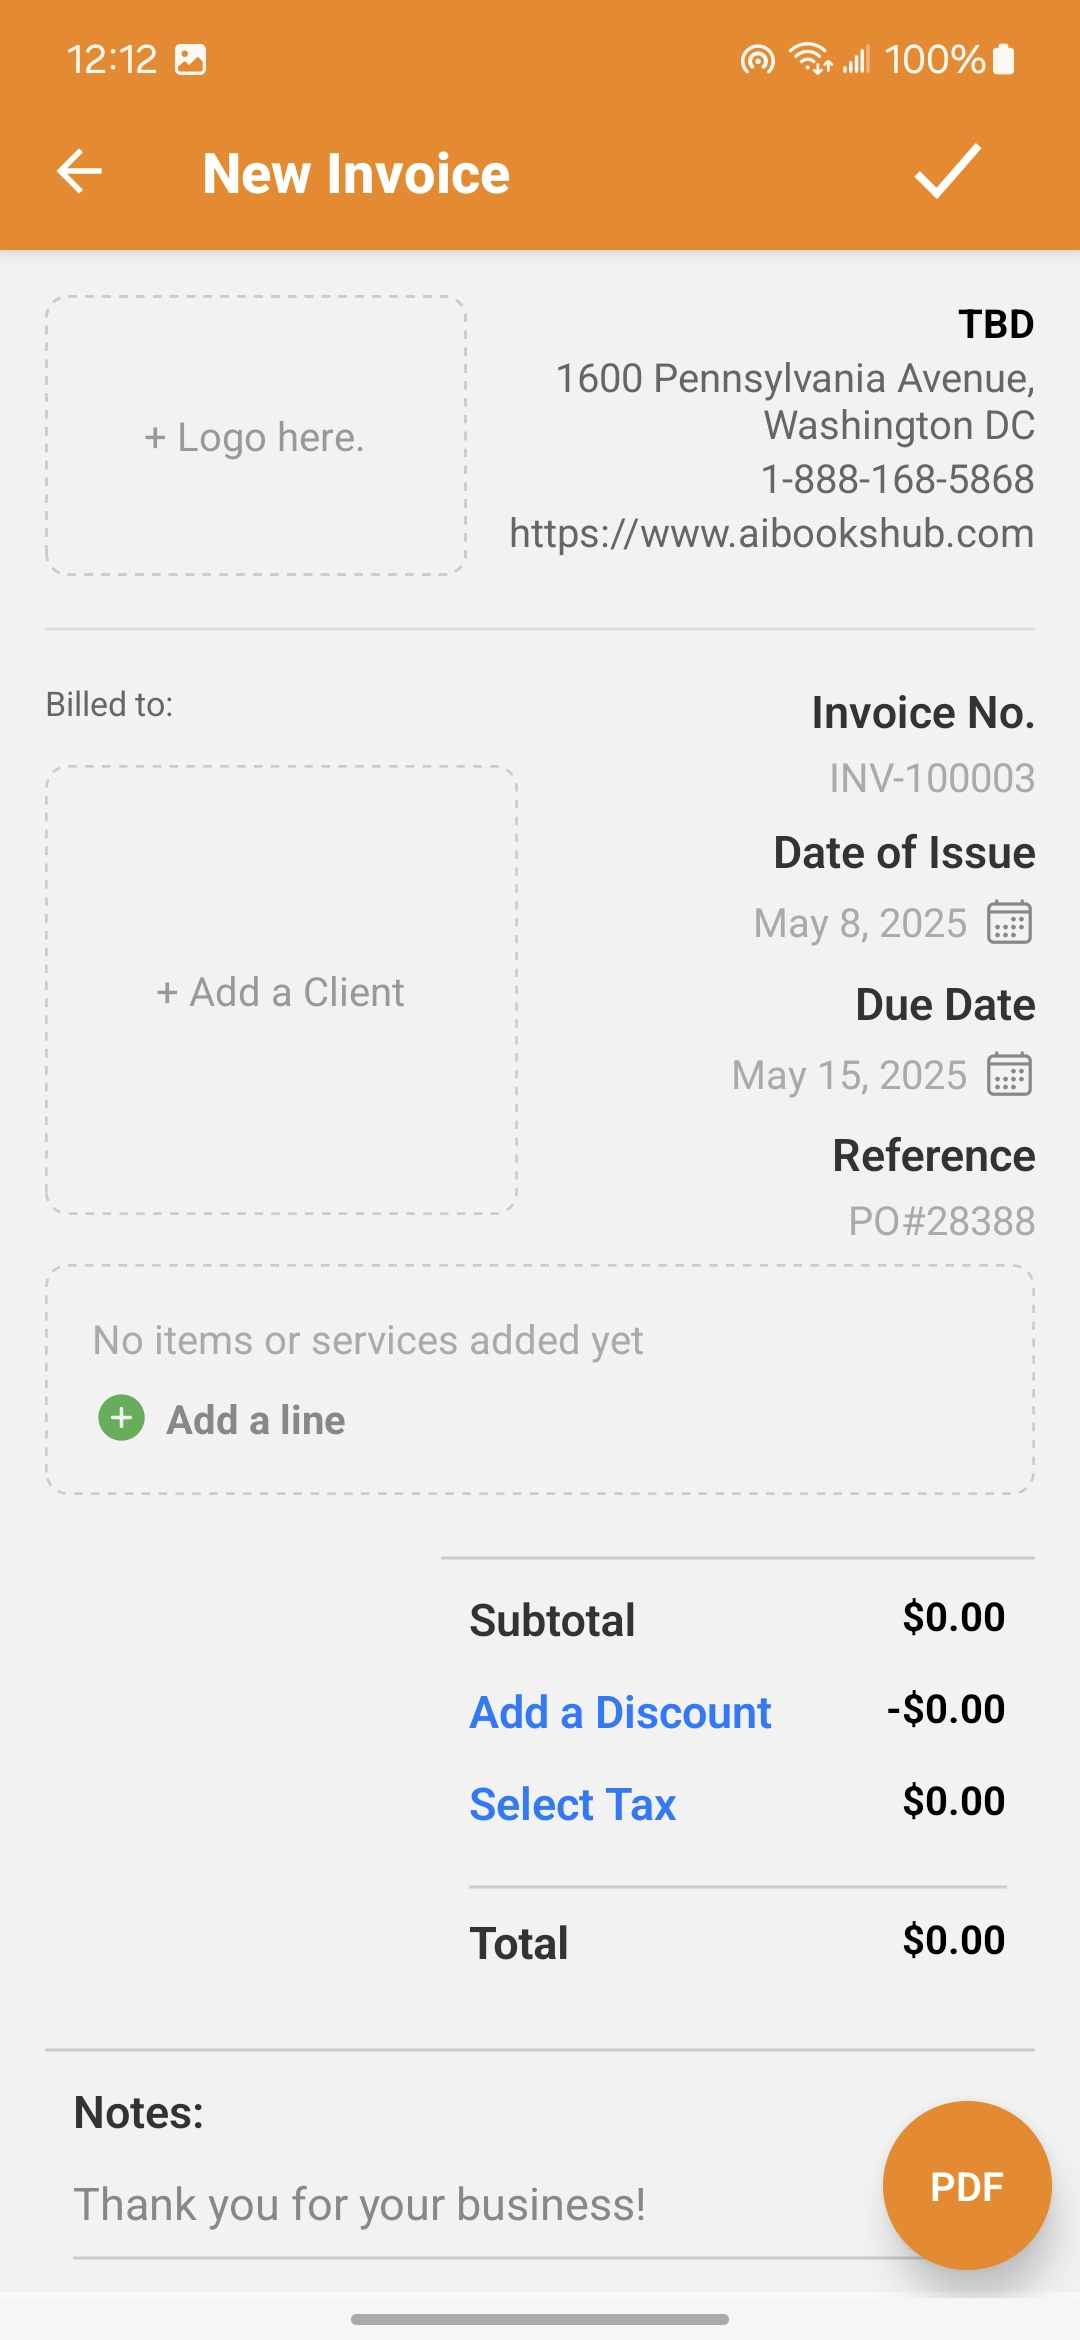 12:12 100%
New Invoice
+ Logo here.
TBD
1600 Pennsylvania Avenue,
Washington DC
1-888-168-5868
https://www.aibookshub.com
Billed to:
+ Add a Client
Invoice No.
INV-100003
Date of Issue
May 8, 2025
Due Date
May 15, 2025
Reference
PO#28388
No items or services added yet
Add a line
Subtotal $0.00
Add a Discount -$0.00
Select Tax $0.00
Total $0.00
Notes:
Thank you for your business!
PDF